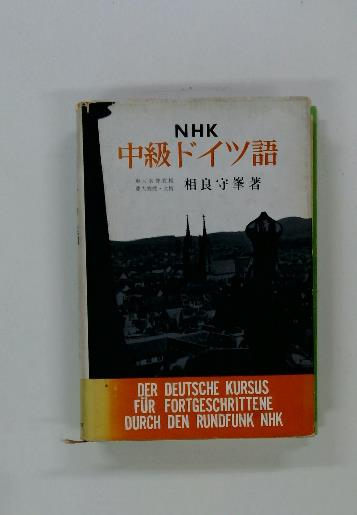 NHK
中級ドイツ語
相良守峯著
DER DEUTSCHE KURSUS
FÜR FORTGESCHRITTENE
DURCH DEN RUNDFUNK NHK